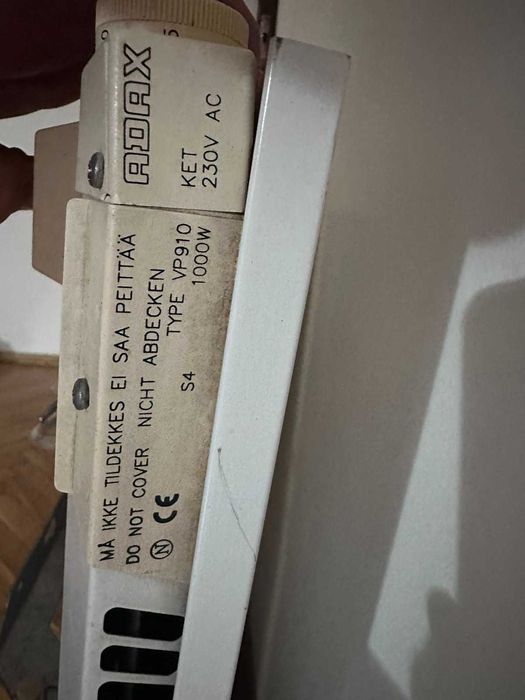 ADAX
KET
230V AC
MÅ IKKE TILDEKKES EI SAA PEITTÄÄ
DO NOT COVER NICHT ABDECKEN
TYPE VP910
S4 1000W
N CE